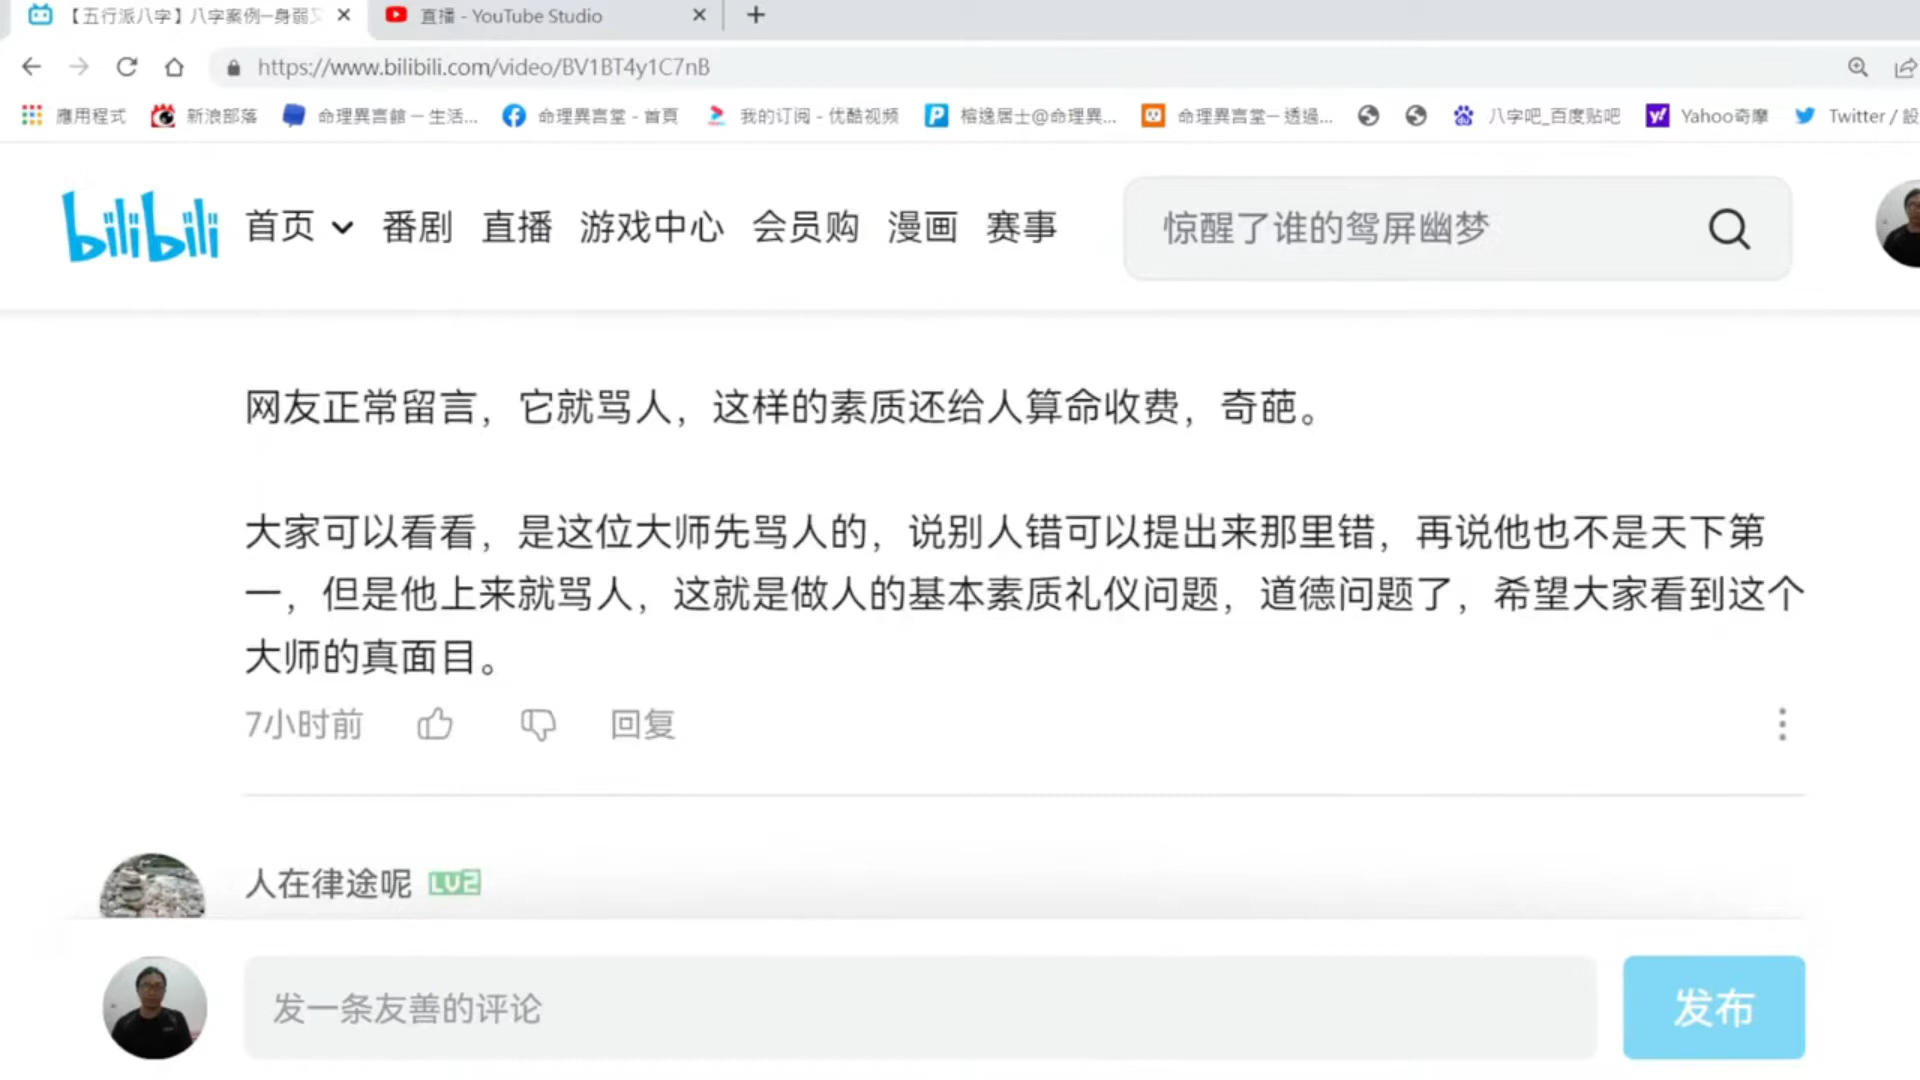 【五行派八字】八字案例—身弱又
直播 - YouTube Studio
https://www.bilibili.com/video/BV1BT4y1C7nB
應用程式
新浪部落
命理異言館 — 生活...
命理異言堂 - 首頁
我的订阅 - 优酷视频
榕逸居士@命理異...
命理異言堂— 透過...
八字吧_百度贴吧
Yahoo奇摩
Twitter / 設
bilibili
首页
番剧
直播
游戏中心
会员购
漫画
赛事
惊醒了谁的鸳屏幽梦
网友正常留言，它就骂人，这样的素质还给人算命收费，奇葩。
大家可以看看，是这位大师先骂人的，说别人错可以提出来那里错，再说他也不是天下第
一，但是他上来就骂人，这就是做人的基本素质礼仪问题，道德问题了，希望大家看到这个
大师的真面目。
7小时前
回复
人在律途呢 LV2
发一条友善的评论
发布